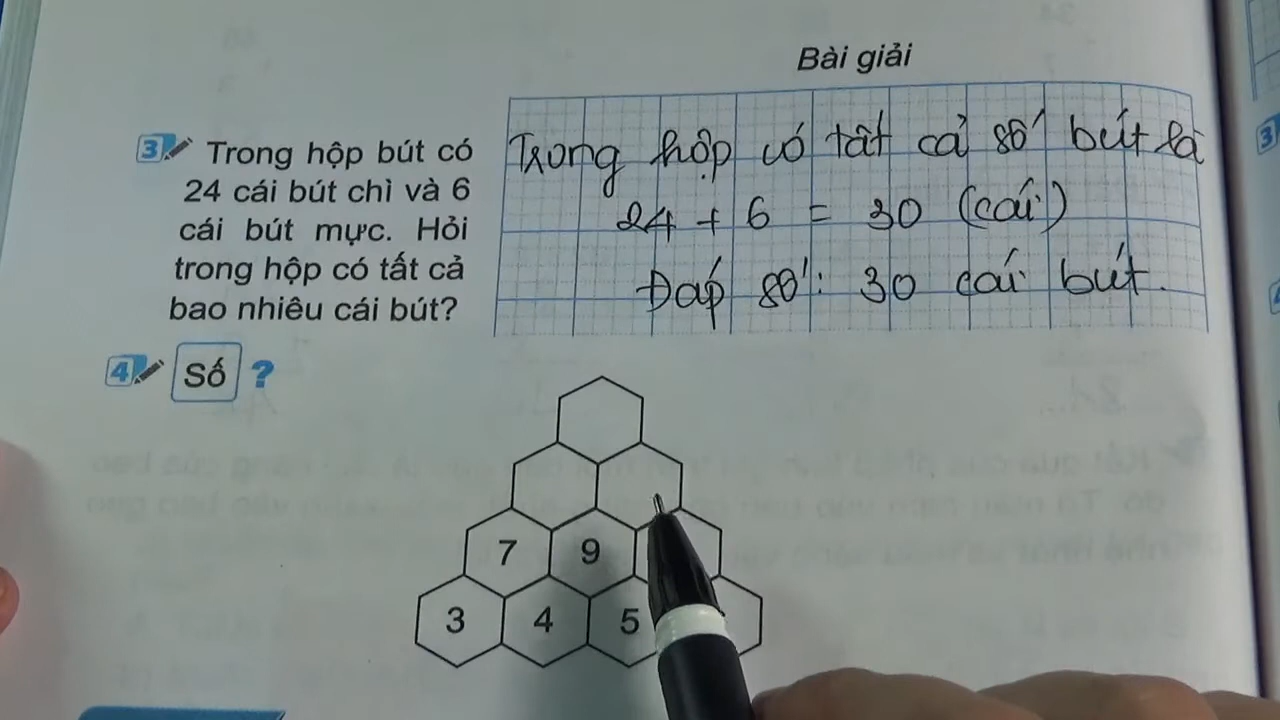 Bài giải
3 Trong hộp bút có
24 cái bút chì và 6
cái bút mực. Hỏi
trong hộp có tất cả
bao nhiêu cái bút?
Trong hộp có tất cả số bút là
24 + 6 = 30 (cái)
Đáp số: 30 cái bút.
4 Số ?
7 9
3 4 5